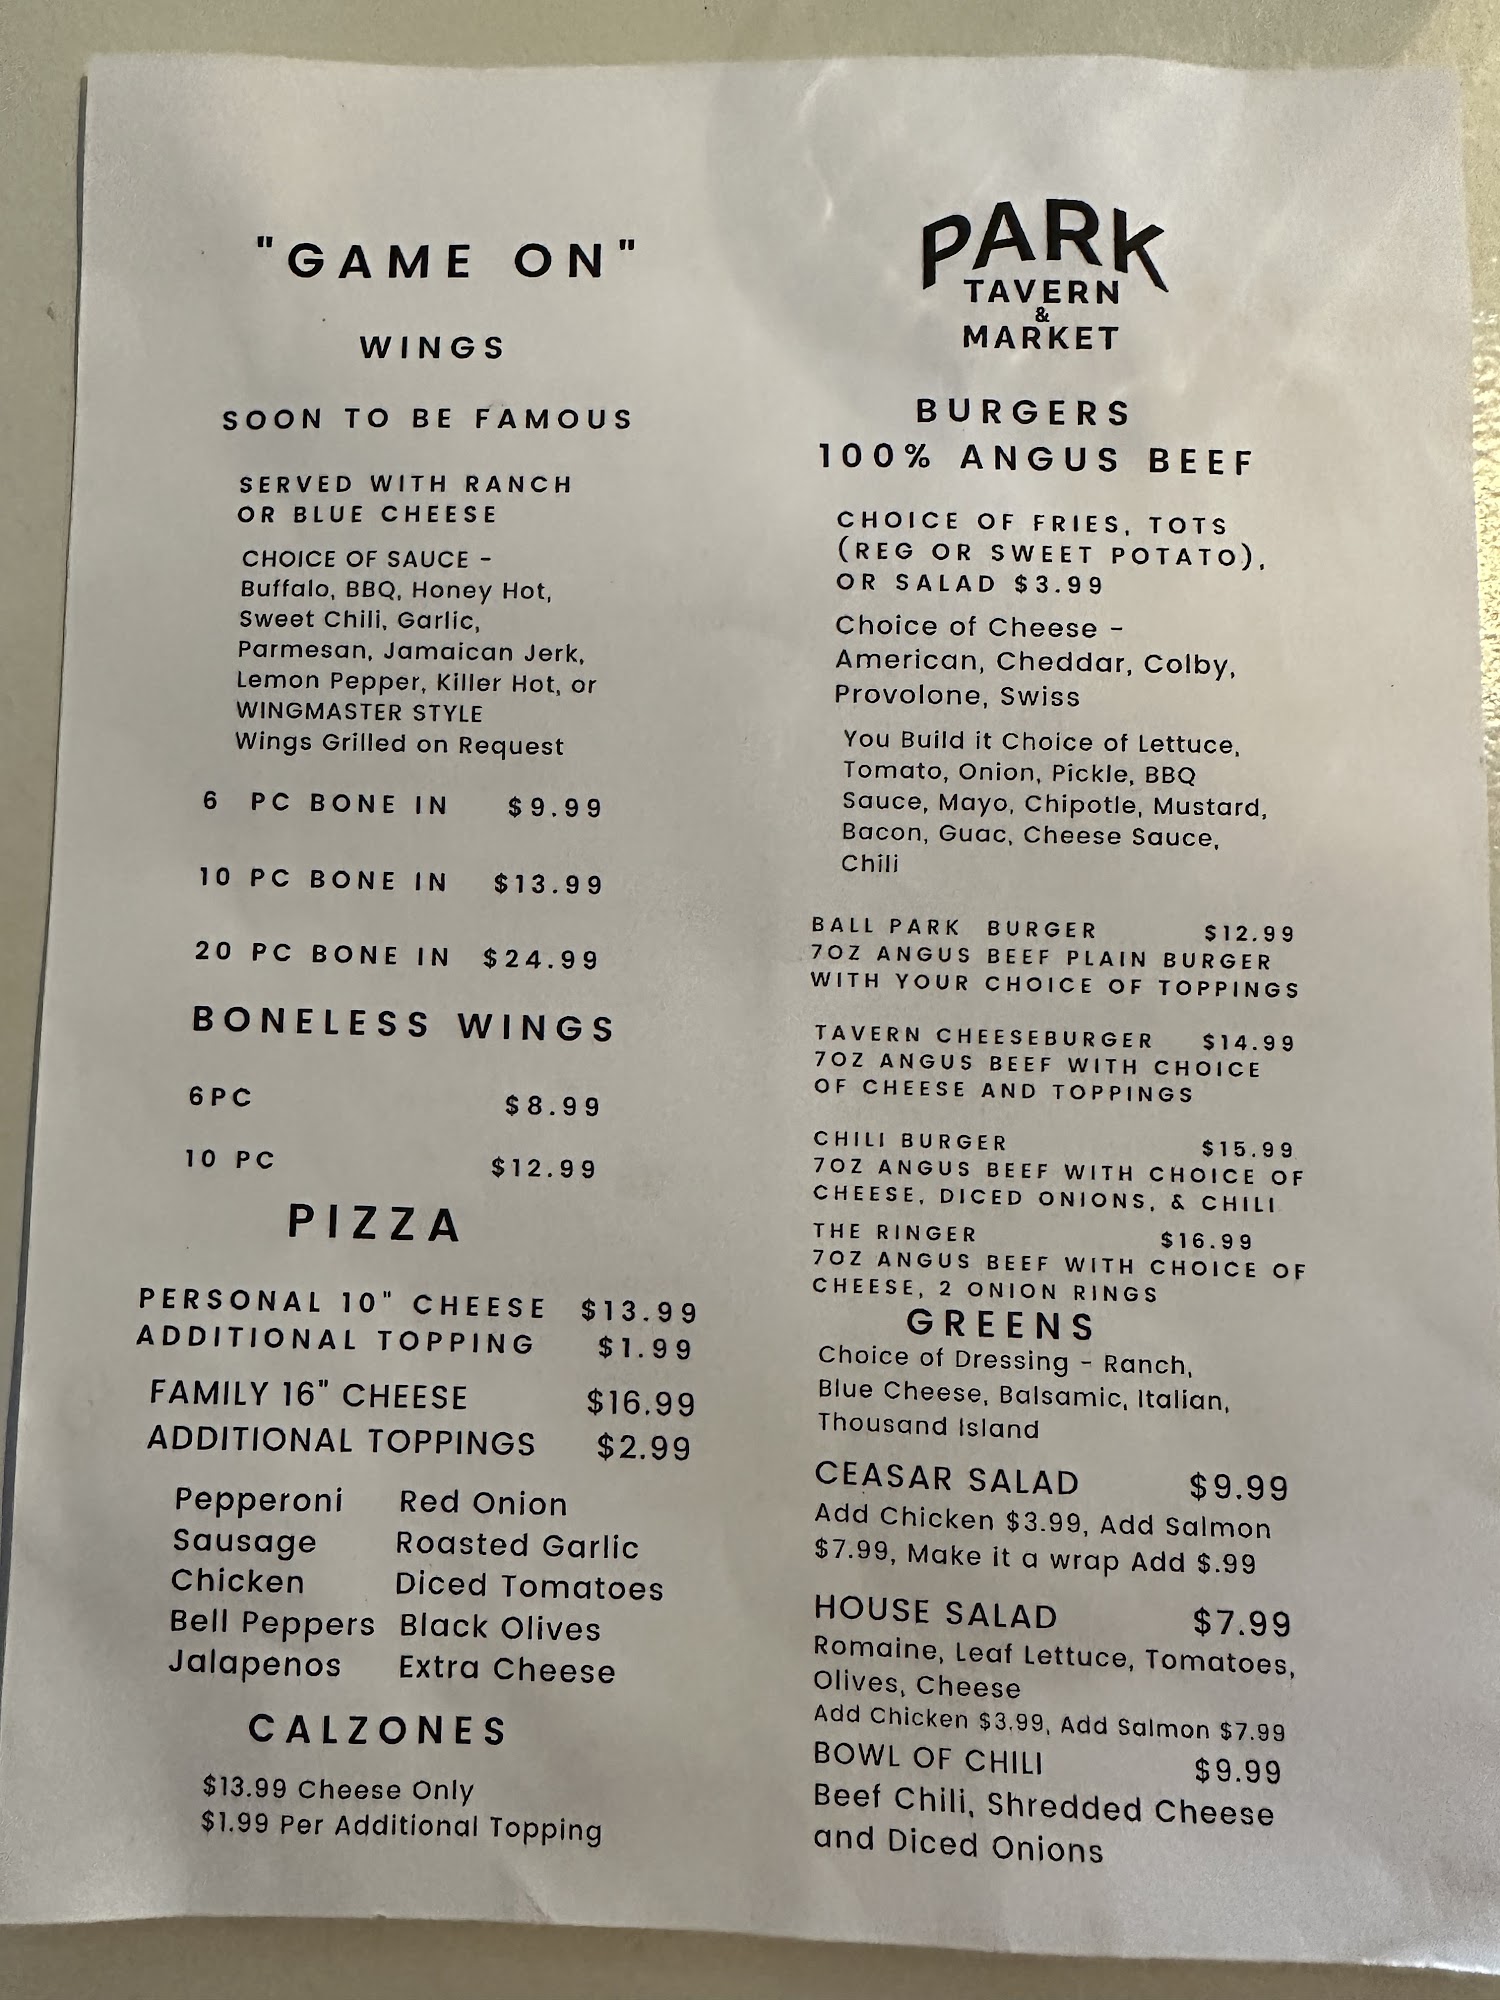 "GAME ON"
WINGS
SOON TO BE FAMOUS
SERVED WITH RANCH
OR BLUE CHEESE
CHOICE OF SAUCE -
Buffalo, BBQ, Honey Hot,
Sweet Chili, Garlic,
Parmesan, Jamaican Jerk,
Lemon Pepper, Killer Hot, or
WINGMASTER STYLE
Wings Grilled on Request
6 PC BONE IN $9.99
10 PC BONE IN $13.99
20 PC BONE IN $24.99
BONELESS WINGS
6PC $8.99
10 PC $12.99
PIZZA
PERSONAL 10" CHEESE $13.99
ADDITIONAL TOPPING $1.99
FAMILY 16" CHEESE $16.99
ADDITIONAL TOPPINGS $2.99
Pepperoni Red Onion
Sausage Roasted Garlic
Chicken Diced Tomatoes
Bell Peppers Black Olives
Jalapenos Extra Cheese
CALZONES
$13.99 Cheese Only
$1.99 Per Additional Topping
PARK
TAVERN
&
MARKET
BURGERS
100% ANGUS BEEF
CHOICE OF FRIES, TOTS
(REG OR SWEET POTATO),
OR SALAD $3.99
Choice of Cheese -
American, Cheddar, Colby,
Provolone, Swiss
You Build it Choice of Lettuce,
Tomato, Onion, Pickle, BBQ
Sauce, Mayo, Chipotle, Mustard,
Bacon, Guac, Cheese Sauce,
Chili
BALL PARK BURGER $12.99
7OZ ANGUS BEEF PLAIN BURGER
WITH YOUR CHOICE OF TOPPINGS
TAVERN CHEESEBURGER $14.99
7OZ ANGUS BEEF WITH CHOICE
OF CHEESE AND TOPPINGS
CHILI BURGER $15.99
7OZ ANGUS BEEF WITH CHOICE OF
CHEESE, DICED ONIONS, & CHILI
THE RINGER $16.99
7OZ ANGUS BEEF WITH CHOICE OF
CHEESE, 2 ONION RINGS
GREENS
Choice of Dressing - Ranch,
Blue Cheese, Balsamic, Italian,
Thousand Island
CEASAR SALAD $9.99
Add Chicken $3.99, Add Salmon
$7.99, Make it a wrap Add $.99
HOUSE SALAD $7.99
Romaine, Leaf Lettuce, Tomatoes,
Olives, Cheese
Add Chicken $3.99, Add Salmon $7.99
BOWL OF CHILI $9.99
Beef Chili, Shredded Cheese
and Diced Onions